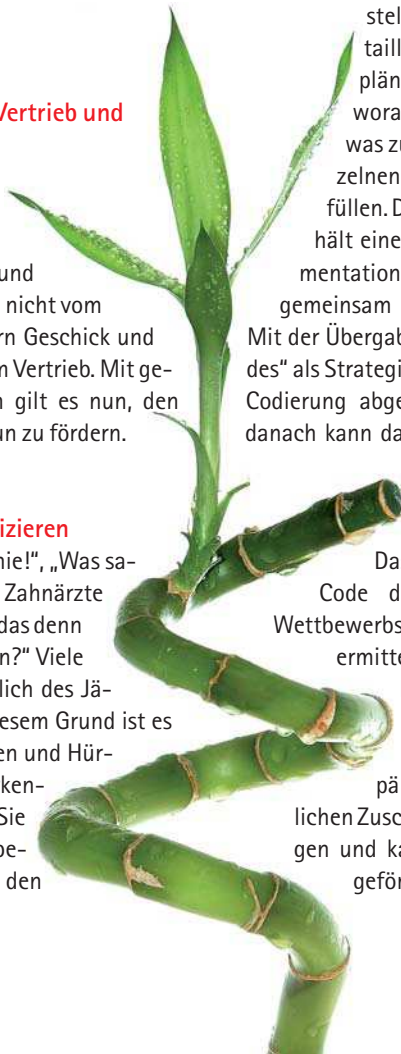 Vertrieb und
und
nicht vom
rn Geschick und
m Vertrieb. Mit ge-
n gilt es nun, den
un zu fördern.
izieren
nie!", „Was sa-
Zahnärzte
das denn
n?" Viele
lich des Jä-
esem Grund ist es
en und Hür-
ken-
Sie
be-
den
stel
taill
plän
wora
was zu
zelnen
füllen. D
hält eine
mentation
gemeinsam
Mit der Übergab
des" als Strategi
Codierung abge
danach kann da
Da
Code d
Wettbewerbs
ermitte
pä
lichen Zusc
gen und ka
geför